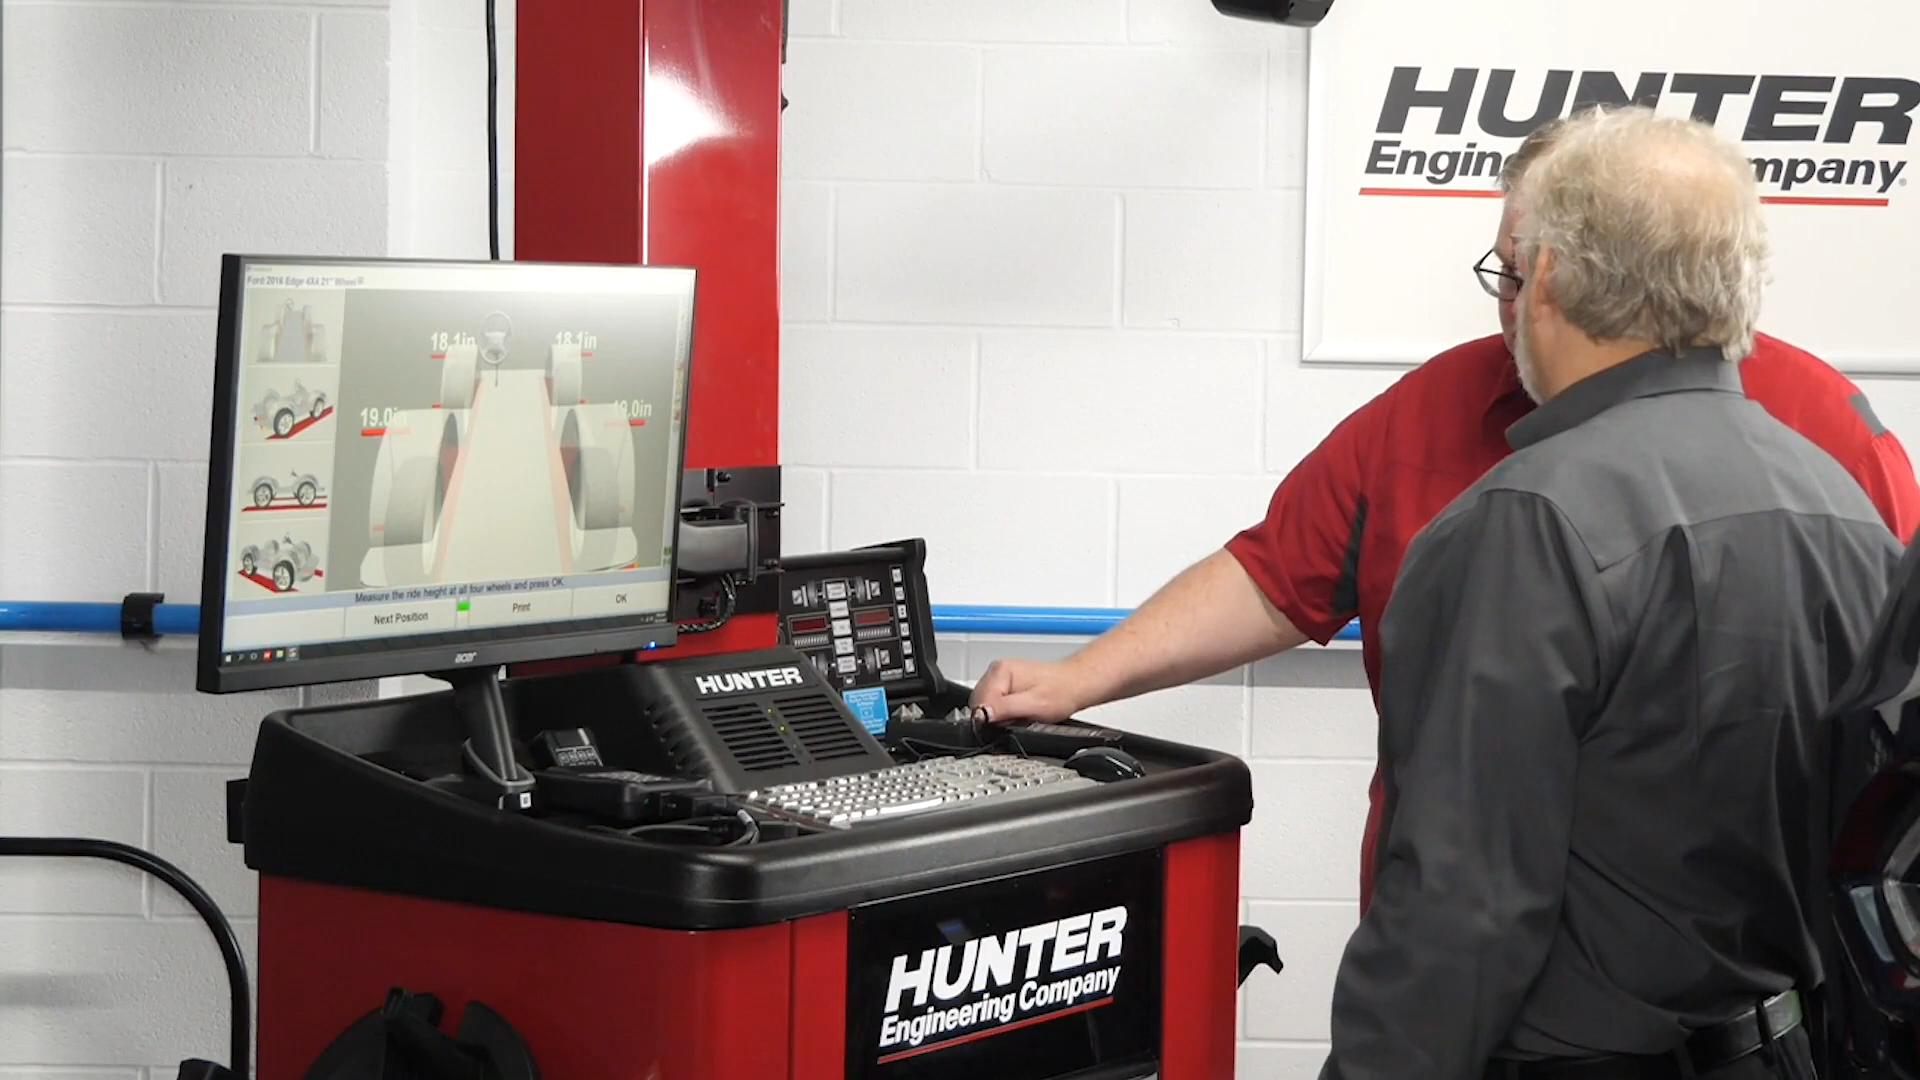 HUNTER
Engin mpany
Ford 2016 Edge 4X4 21" Wheel
18.1in 18.1in
19.0in 19.0in
Measure the ride height at all four wheels and press OK.
Next Position Print OK
acer
HUNTER
HUNTER
Engineering Company